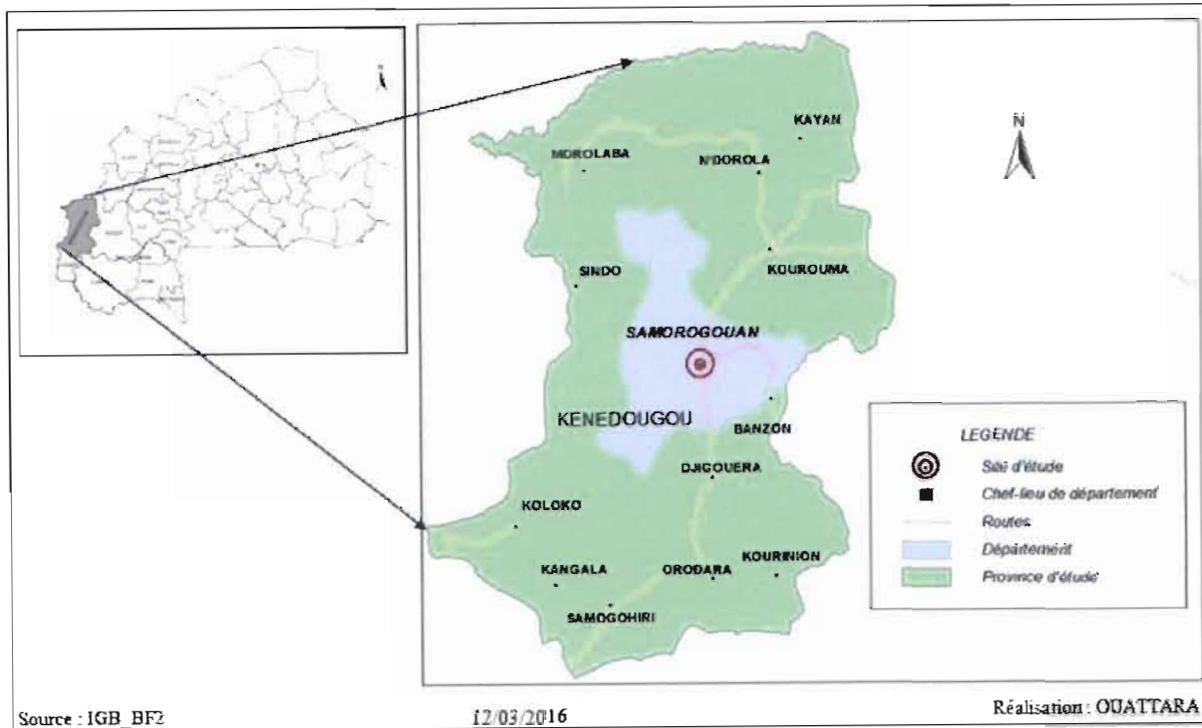 N
N
KAYAN
MOROLABA
N'DOROLA
KOUROUMA
SINDO
SAMOROGOUAN
KENEDOUGOU
BANZON
DJIGOUERA
KOLOKO
KANGALA
ORODARA
KOURINION
SAMOGOHIRI
LEGENDE
Sité d'étude
Chef-lieu de département
Routes
Département
Province d'étude
Source : IGB_BF2
12/03/2016
Réalisation : OUATTARA